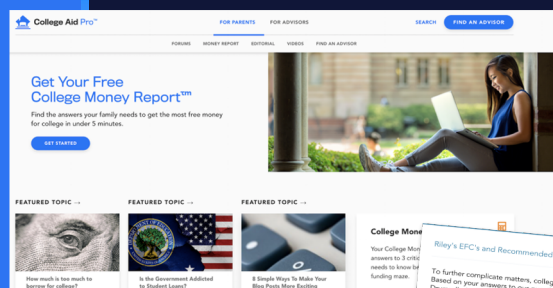 College Aid Pro™
FOR PARENTS
FOR ADVISORS
SEARCH
FIND AN ADVISOR
FORUMS
MONEY REPORT
EDITORIAL
VIDEOS
FIND AN ADVISOR
Get Your Free
College Money Report™
Find the answers your family needs to get the most free money
for college in under 5 minutes.
GET STARTED
FEATURED TOPIC →
FEATURED TOPIC →
FEATURED TOPIC →
How much is too much to
borrow for college?
Is the Government Addicted
to Student Loans?
8 Simple Ways To Make Your
Blog Posts More Exciting
College Mone
Your College Mon
answers to 3 critic
needs to know be
funding maze.
Riley's EFC's and Recommended
To further complicate matters, colleg
Based on your answers to our